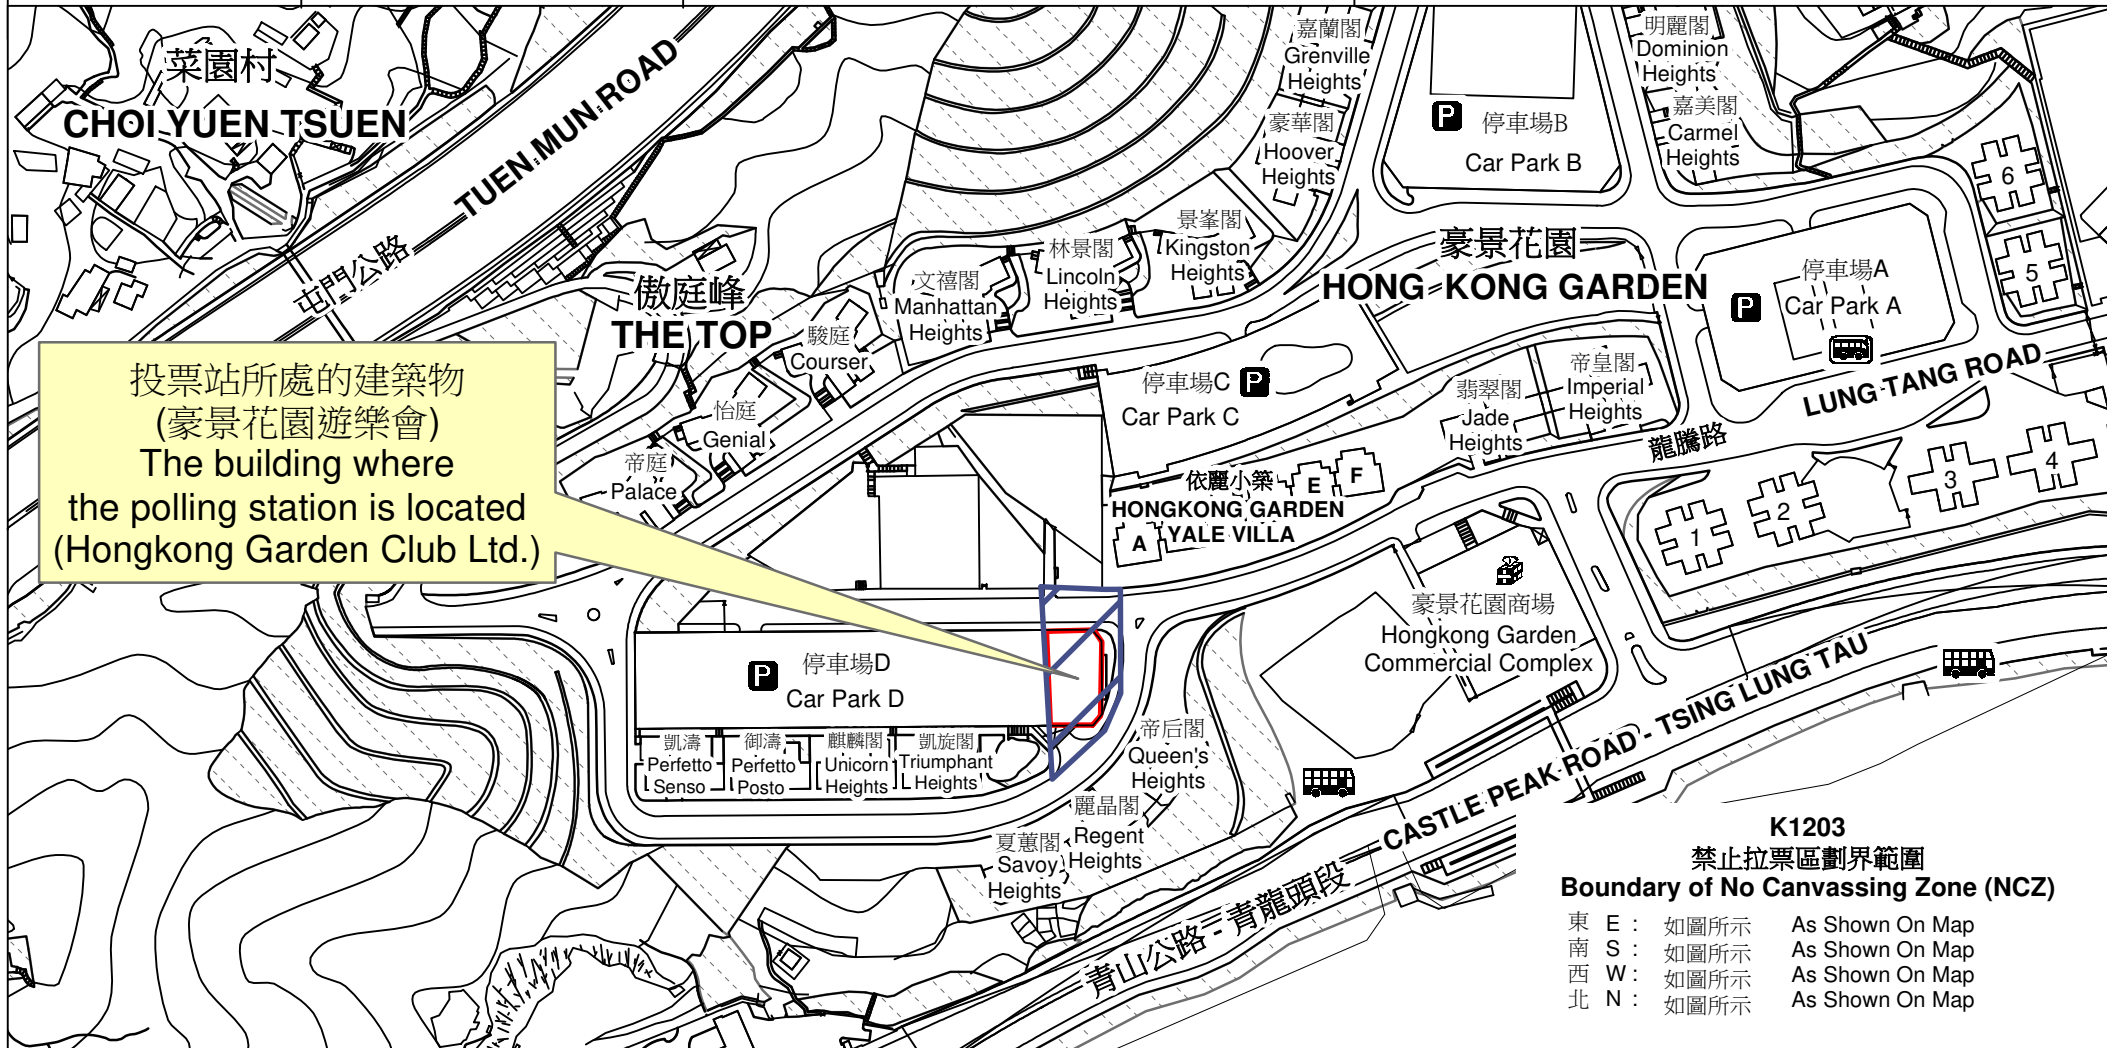 菜園村
CHOI YUEN TSUEN
TUEN MUN ROAD
屯門公路
嘉蘭閣
Grenville
Heights
豪華閣
Hoover
Heights
P
停車場B
Car Park B
明麗閣
Dominion
Heights
嘉美閣
Carmel
Heights
6
5
景峯閣
Kingston
Heights
林景閣
Lincoln
Heights
文禧閣
Manhattan
Heights
豪景花園
HONG KONG GARDEN
停車場A
P
Car Park A
傲庭峰
THE TOP
駿庭
Courser
怡庭
Genial
帝庭
Palace
停車場C
P
Car Park C
翡翠閣
Jade
Heights
帝皇閣
Imperial
Heights
LUNG TANG ROAD
龍騰路
投票站所處的建築物
(豪景花園遊樂會)
The building where
the polling station is located
(Hongkong Garden Club Ltd.)
依麗小築
E
F
HONGKONG GARDEN
YALE VILLA
A
1
2
3
4
豪景花園商場
Hongkong Garden
Commercial Complex
停車場D
P
Car Park D
凱濤
Perfetto
Senso
御濤
Perfetto
Posto
麒麟閣
Unicorn
Heights
凱旋閣
Triumphant
Heights
帝后閣
Queen's
Heights
麗晶閣
Regent
Heights
夏蕙閣
Savoy
Heights
CASTLE PEAK ROAD - TSING LUNG TAU
青山公路 - 青龍頭段
K1203
禁止拉票區劃界範圍
Boundary of No Canvassing Zone (NCZ)
東 E : 如圖所示 As Shown On Map
南 S : 如圖所示 As Shown On Map
西 W : 如圖所示 As Shown On Map
北 N : 如圖所示 As Shown On Map